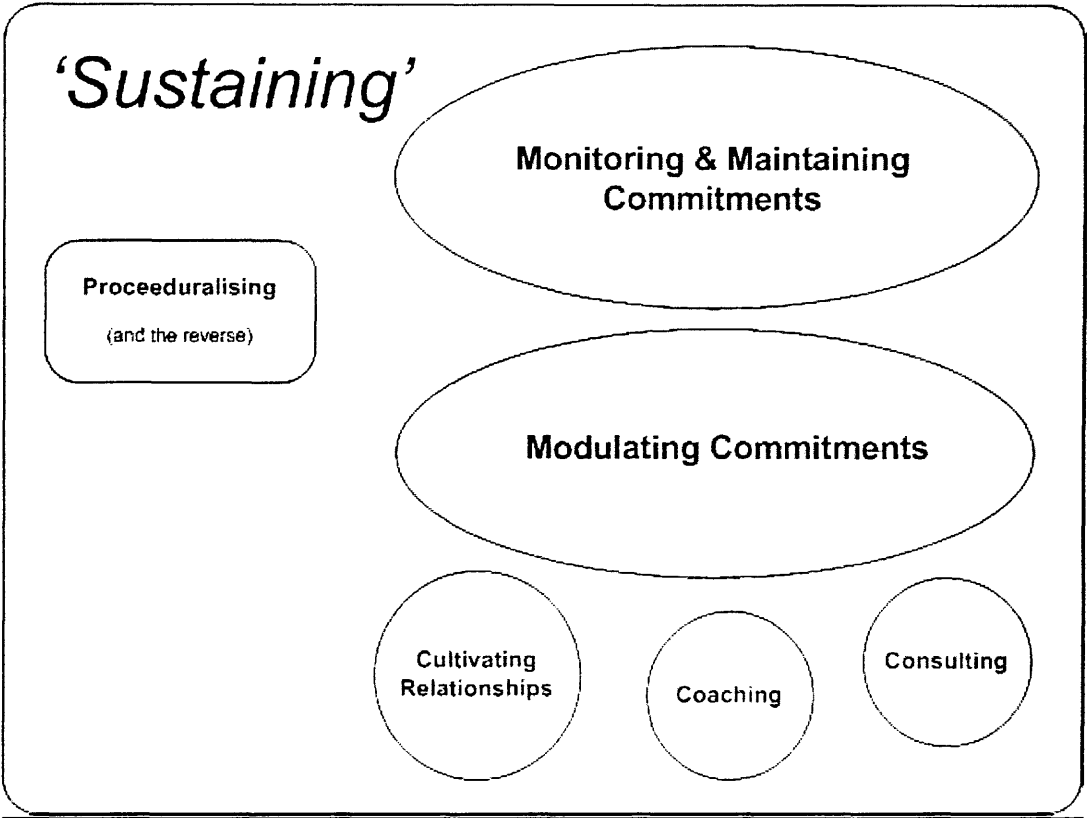 ‘Sustaining’
Monitoring & Maintaining
Commitments
Proceeduralising
(and the reverse)
Modulating Commitments
Cultivating
Relationships
Coaching
Consulting